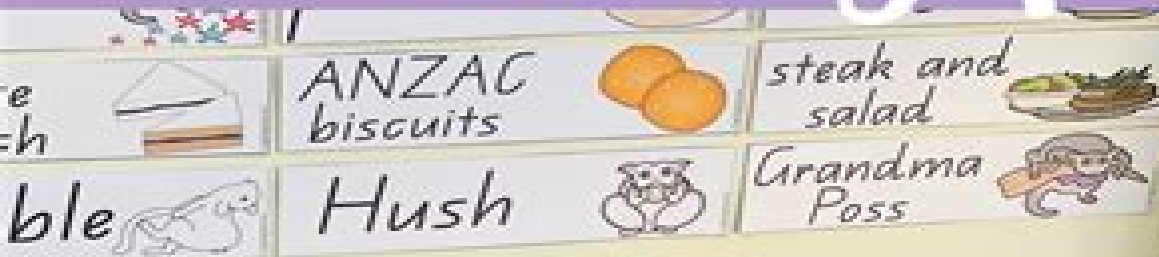 ANZAC
biscuits
steak and
salad
ble
Hush
Grandma
Poss